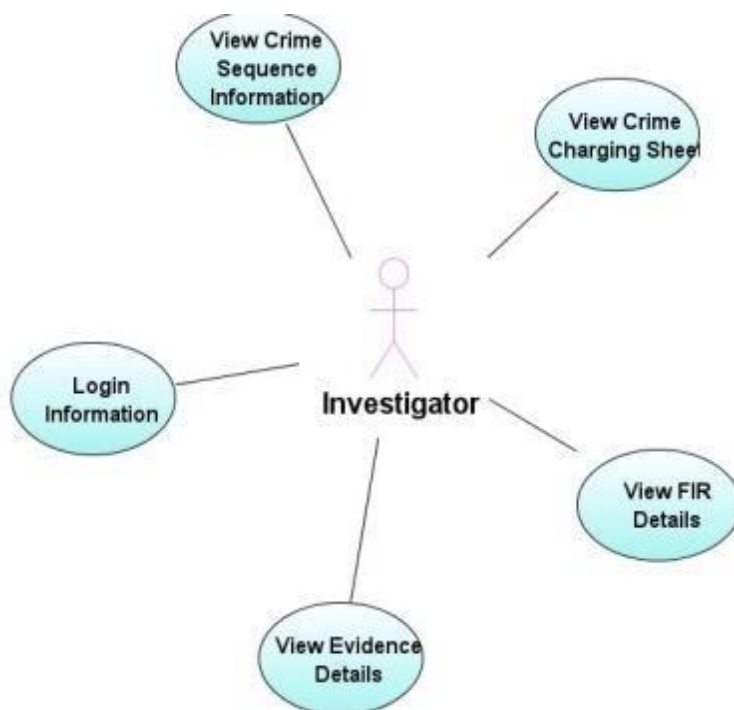 View Crime
Sequence
Information
View Crime
Charging Sheet
Login
Information
Investigator
View FIR
Details
View Evidence
Details